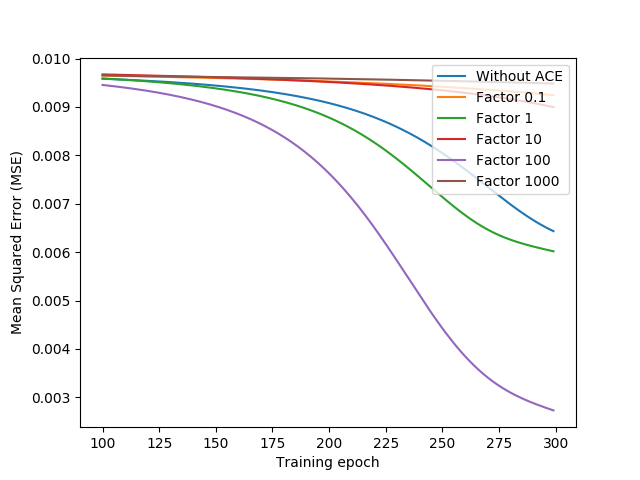 0.010
0.009
0.008
0.007
0.006
0.005
0.004
0.003
Mean Squared Error (MSE)
100
125
150
175
200
225
250
275
300
Training epoch
Without ACE
Factor 0.1
Factor 1
Factor 10
Factor 100
Factor 1000